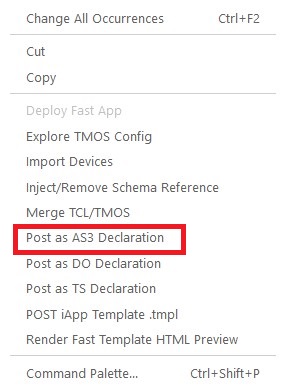 Change All Occurrences Ctrl+F2
Cut
Copy
Deploy Fast App
Explore TMOS Config
Import Devices
Inject/Remove Schema Reference
Merge TCL/TMOS
Post as AS3 Declaration
Post as DO Declaration
Post as TS Declaration
POST iApp Template .tmpl
Render Fast Template HTML Preview
Command Palette... Ctrl+Shift+P